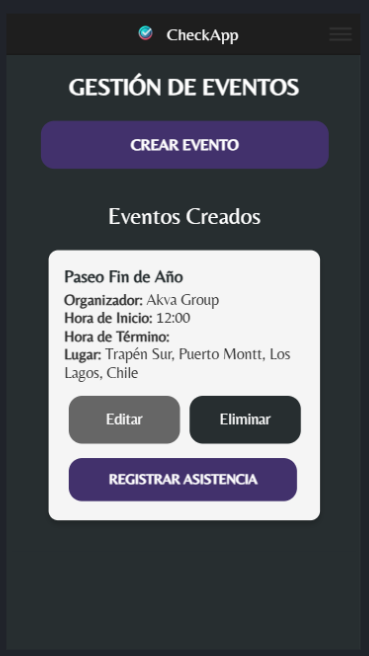 CheckApp
GESTIÓN DE EVENTOS
CREAR EVENTO
Eventos Creados
Paseo Fin de Año
Organizador: Akva Group
Hora de Inicio: 12:00
Hora de Término:
Lugar: Trapén Sur, Puerto Montt, Los
Lagos, Chile
Editar
Eliminar
REGISTRAR ASISTENCIA